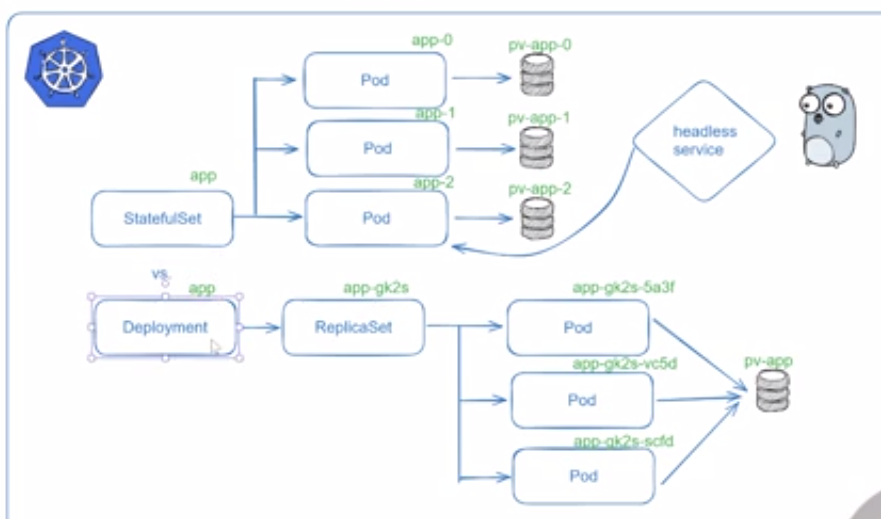 app-0
pv-app-0
Pod
app-1
pv-app-1
Pod
headless
service
app
app-2
pv-app-2
StatefulSet
Pod
vs.
app
app-gk2s
app-gk2s-5a3f
Deployment
ReplicaSet
Pod
app-gk2s-vc5d
pv-app
Pod
app-gk2s-scfd
Pod